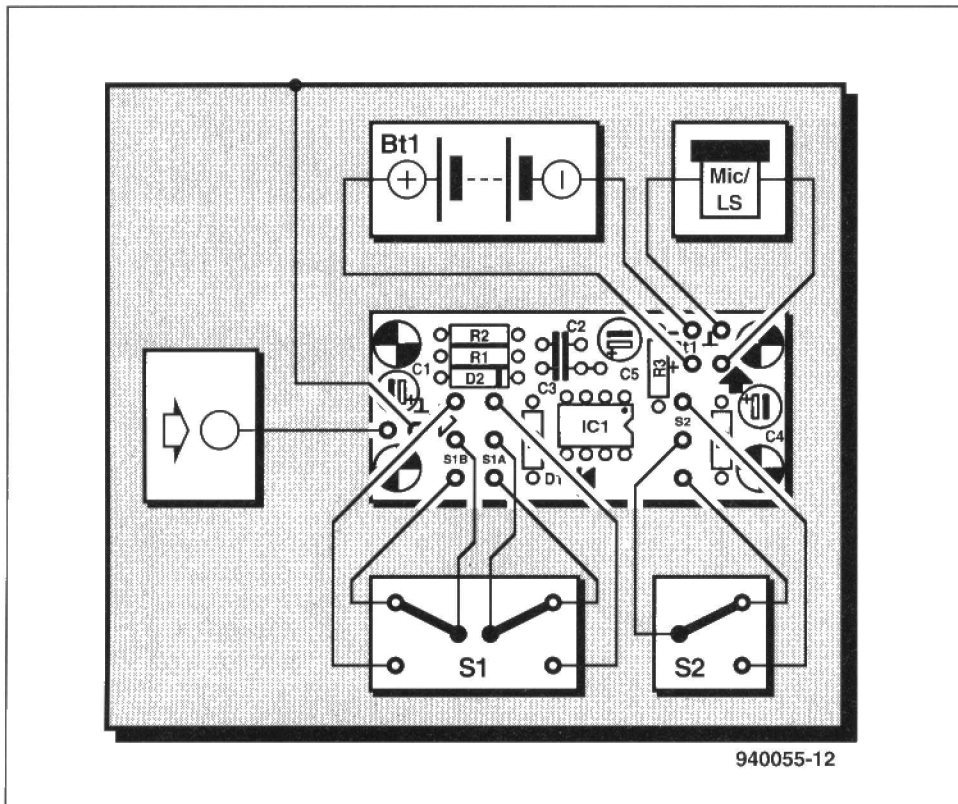 Bt1
+
Mic/
LS
R2
R1
D2
C1
C2
C3
C5
R3
+
t1
IC1
S2
C4
S1B
S1A
D1
S1
S2
940055-12